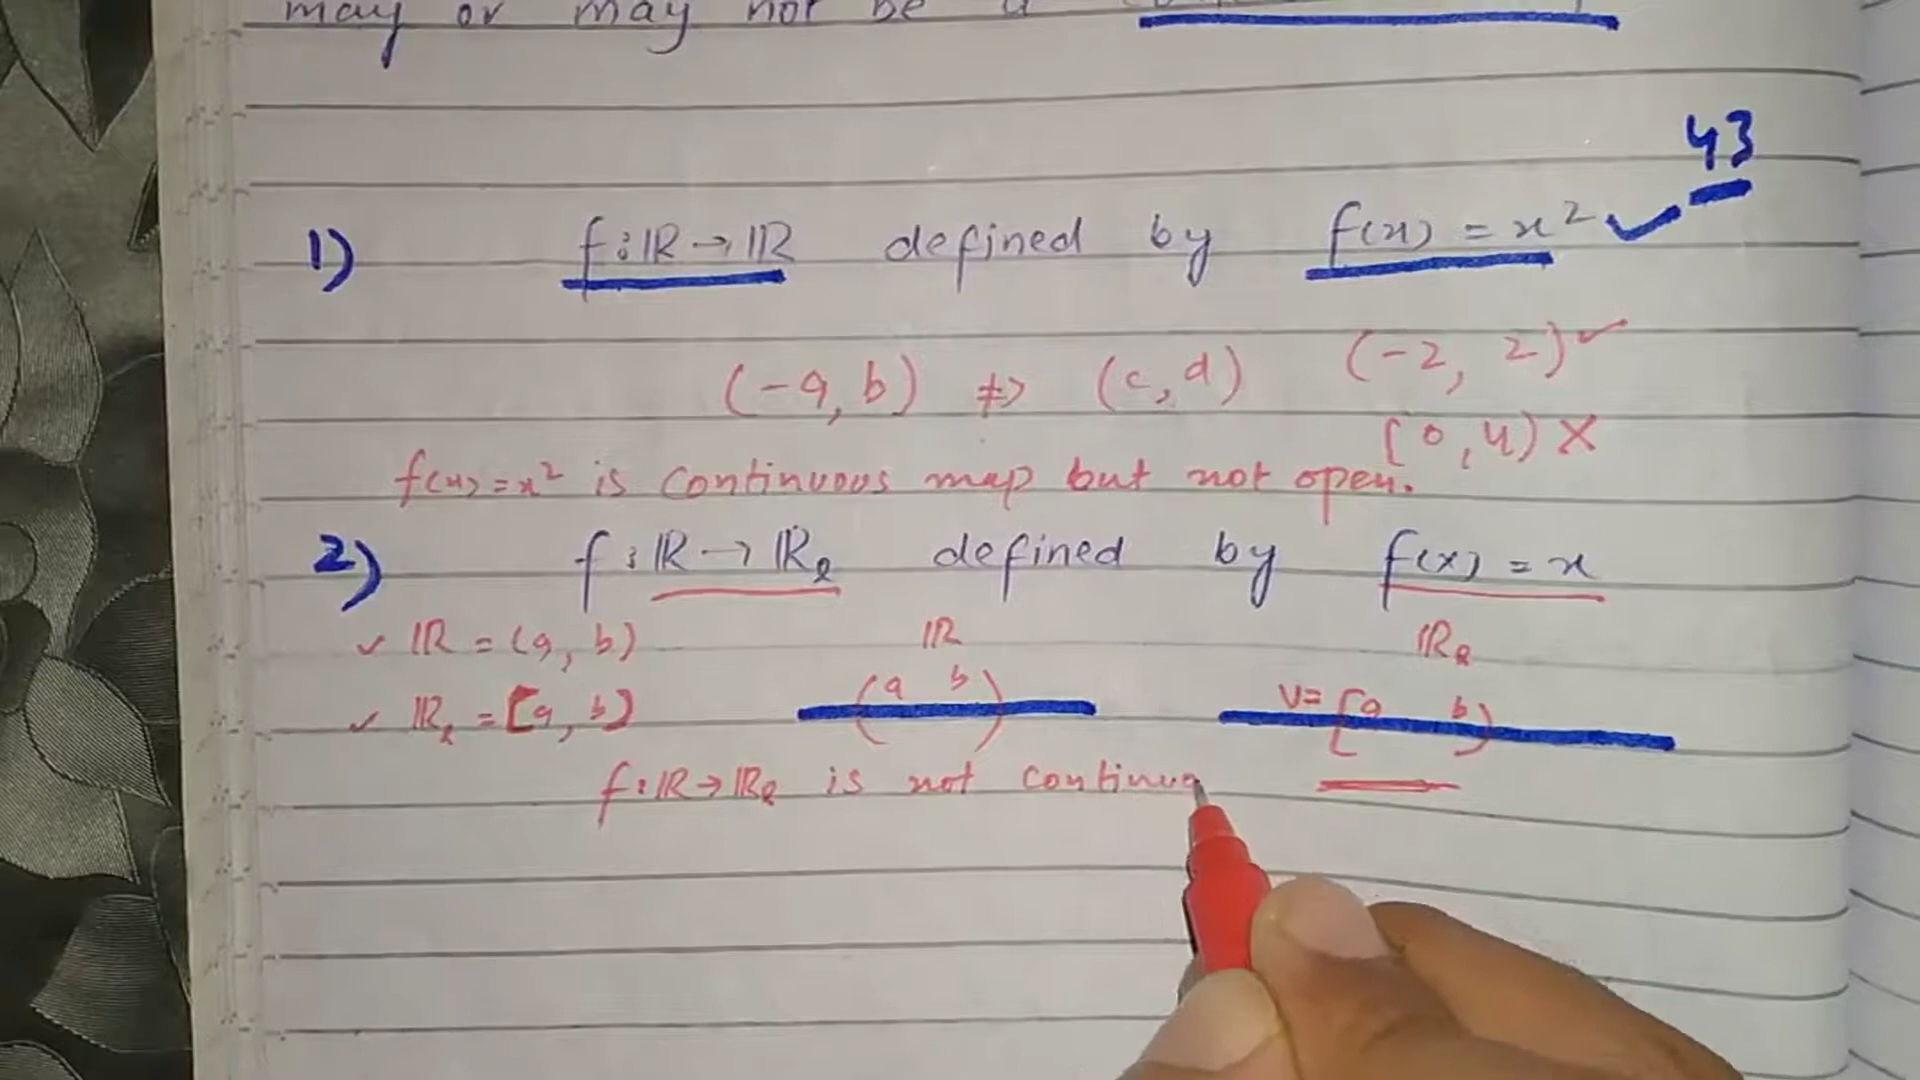 may or may not be a
43
1) f : ℝ → ℝ defined by f(x) = x²
(-a, b) ⇏ (c, d) (-2, 2) ✓
[0, 4) ✗
f(x) = x² is continuous map but not open.
2) f : ℝ → ℝℓ defined by f(x) = x
✓ ℝ = (a, b) ℝ ℝℓ
✓ ℝℓ = [a, b) (a b) V = [a b)
f : ℝ → ℝℓ is not continuo